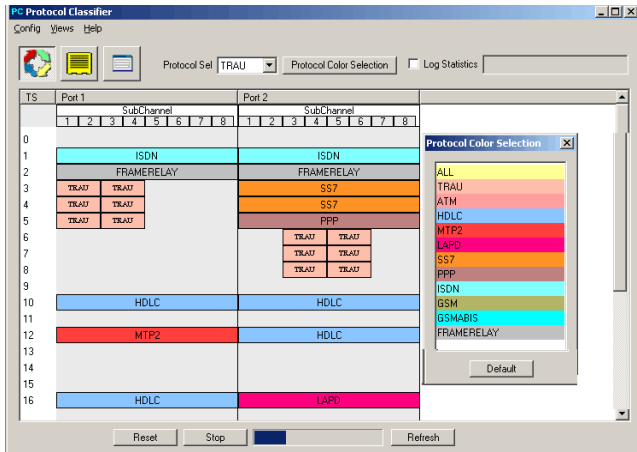 PC Protocol Classifier
Config Views Help
Protocol Sel TRAU Protocol Color Selection Log Statistics
TS Port 1 Port 2
SubChannel SubChannel
1 2 3 4 5 6 7 8 1 2 3 4 5 6 7 8
0
1 ISDN ISDN
2 FRAMERELAY FRAMERELAY
3 TRAU TRAU SS7
4 TRAU TRAU SS7
5 TRAU TRAU PPP
6 TRAU TRAU
7 TRAU TRAU
8 TRAU TRAU
9
10 HDLC HDLC
11
12 MTP2 HDLC
13
14
15
16 HDLC LAPD
Protocol Color Selection
ALL
TRAU
ATM
HDLC
MTP2
LAPD
SS7
PPP
ISDN
GSM
GSMABIS
FRAMERELAY
Default
Reset Stop Refresh